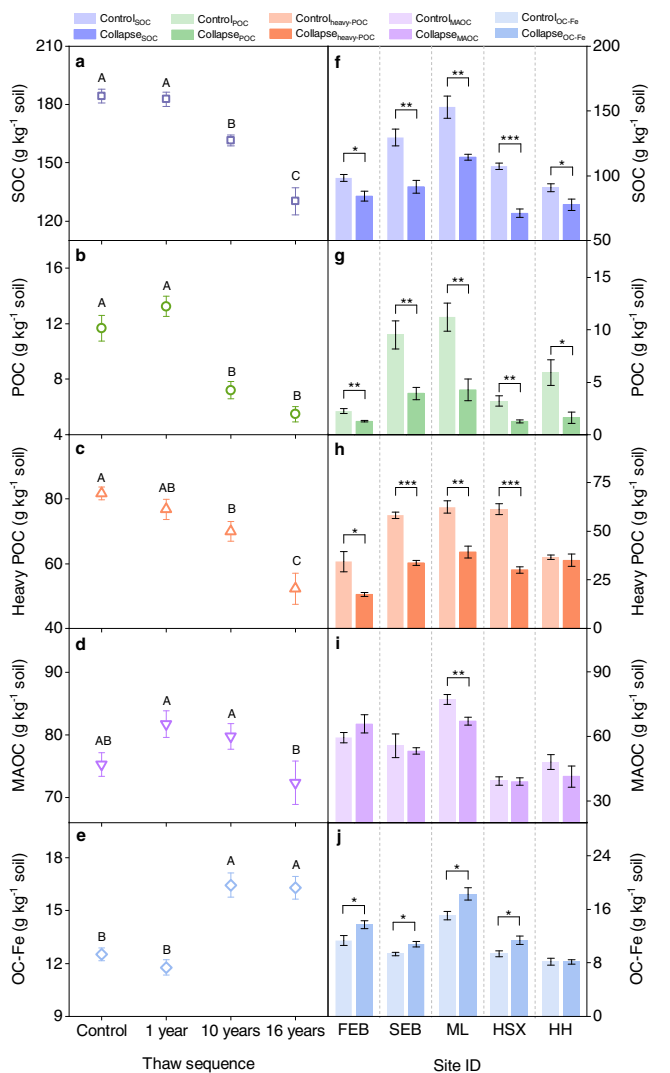 Control_SOC Control_POC Control_heavy-POC Control_MAOC Control_OC-Fe
Collapse_SOC Collapse_POC Collapse_heavy-POC Collapse_MAOC Collapse_OC-Fe
a
SOC (g kg⁻¹ soil)
210
180
150
120
A A B C
f
* ** ** *** *
200
150
100
50
SOC (g kg⁻¹ soil)
b
POC (g kg⁻¹ soil)
16
12
8
4
A A B B
g
** ** ** ** *
15
10
5
0
POC (g kg⁻¹ soil)
c
Heavy POC (g kg⁻¹ soil)
80
60
40
A AB B C
h
* *** ** ***
75
50
25
0
Heavy POC (g kg⁻¹ soil)
d
MAOC (g kg⁻¹ soil)
90
80
70
AB A A B
i
**
90
60
30
MAOC (g kg⁻¹ soil)
e
OC-Fe (g kg⁻¹ soil)
18
15
12
9
B B A A
j
* * * *
24
16
8
0
OC-Fe (g kg⁻¹ soil)
Control 1 year 10 years 16 years
Thaw sequence
FEB SEB ML HSX HH
Site ID